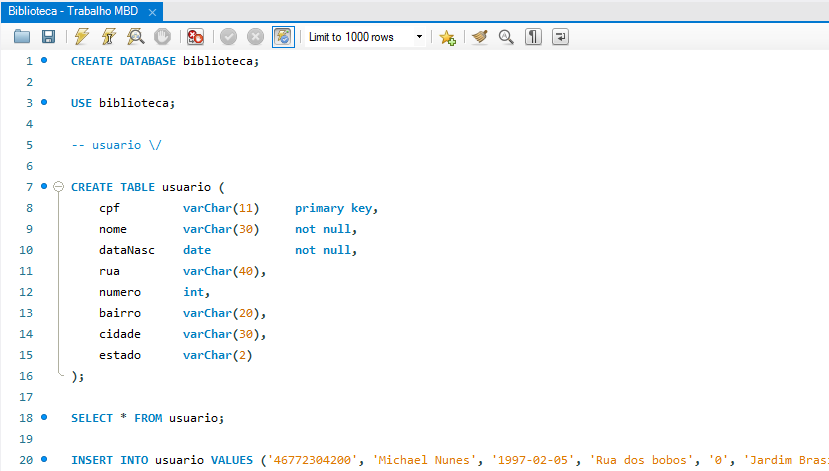 Biblioteca - Trabalho MBD
Limit to 1000 rows
1 CREATE DATABASE biblioteca;
2
3 USE biblioteca;
4
5 -- usuario \/
6
7 CREATE TABLE usuario (
8 cpf varChar(11) primary key,
9 nome varChar(30) not null,
10 dataNasc date not null,
11 rua varChar(40),
12 numero int,
13 bairro varChar(20),
14 cidade varChar(30),
15 estado varChar(2)
16 );
17
18 SELECT * FROM usuario;
19
20 INSERT INTO usuario VALUES ('46772304200', 'Michael Nunes', '1997-02-05', 'Rua dos bobos', '0', 'Jardim Bras